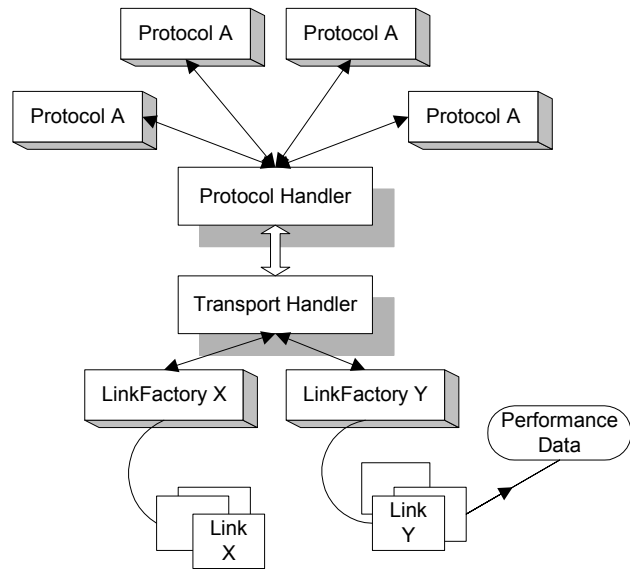 Protocol A
Protocol A
Protocol A
Protocol A
Protocol Handler
Transport Handler
LinkFactory X
LinkFactory Y
Performance
Data
Link
X
Link
Y